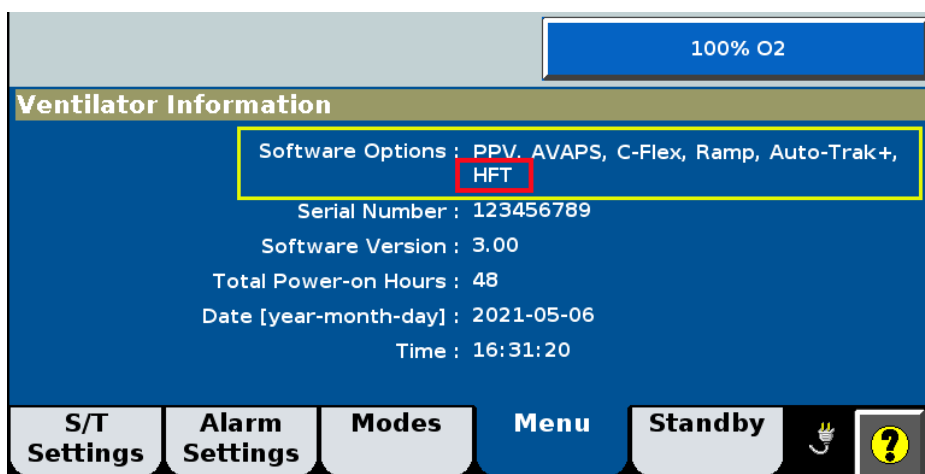 100% O2
Ventilator Information
Software Options : PPV, AVAPS, C-Flex, Ramp, Auto-Trak+,
HFT
Serial Number : 123456789
Software Version : 3.00
Total Power-on Hours : 48
Date [year-month-day] : 2021-05-06
Time : 16:31:20
S/T Settings
Alarm Settings
Modes
Menu
Standby
?